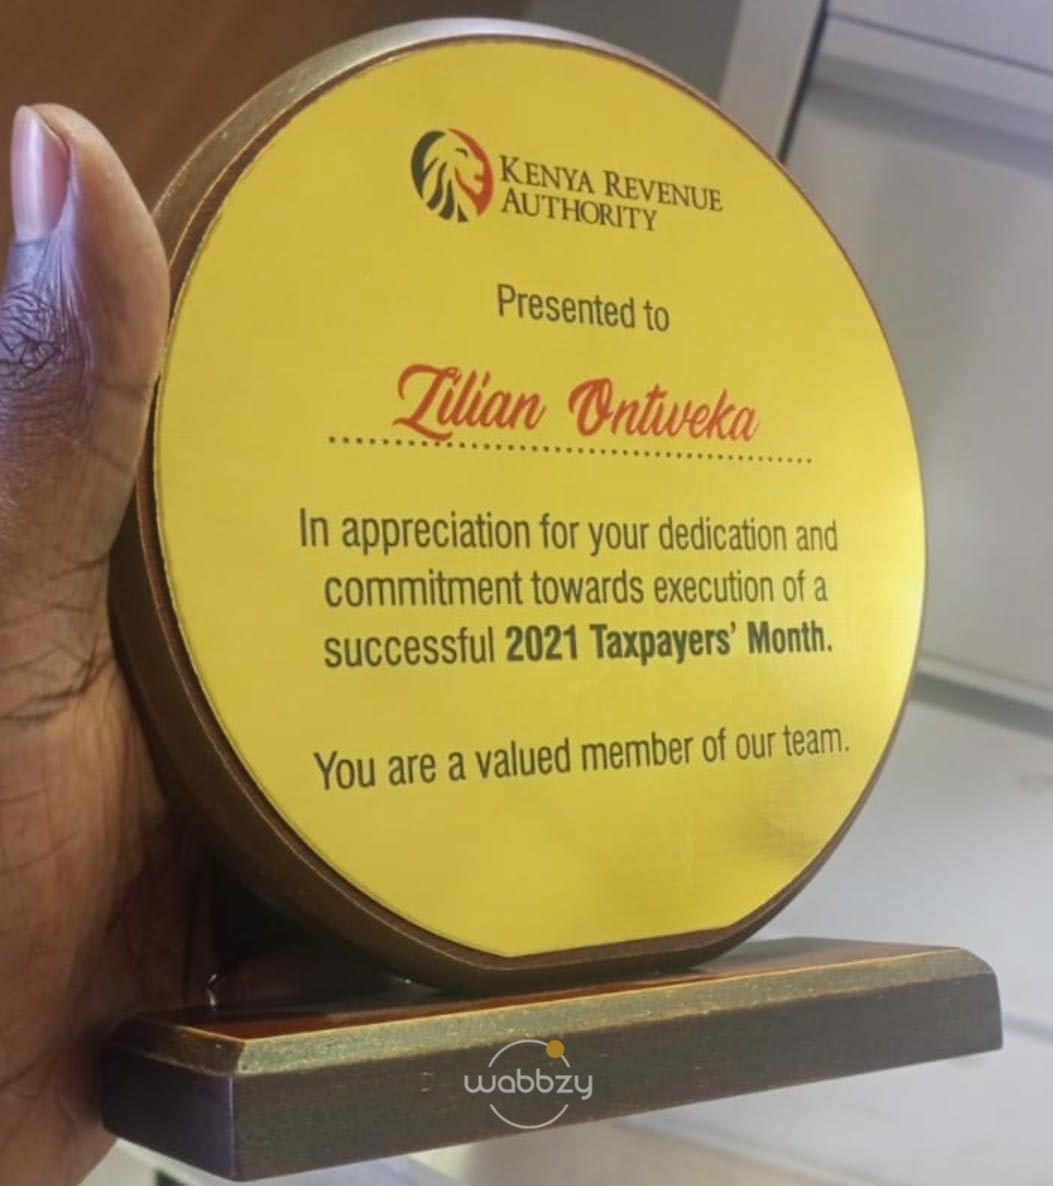 KENYA REVENUE
AUTHORITY
Presented to
Zilian Ontweka
In appreciation for your dedication and
commitment towards execution of a
successful 2021 Taxpayers' Month.
You are a valued member of our team.
wabbzy